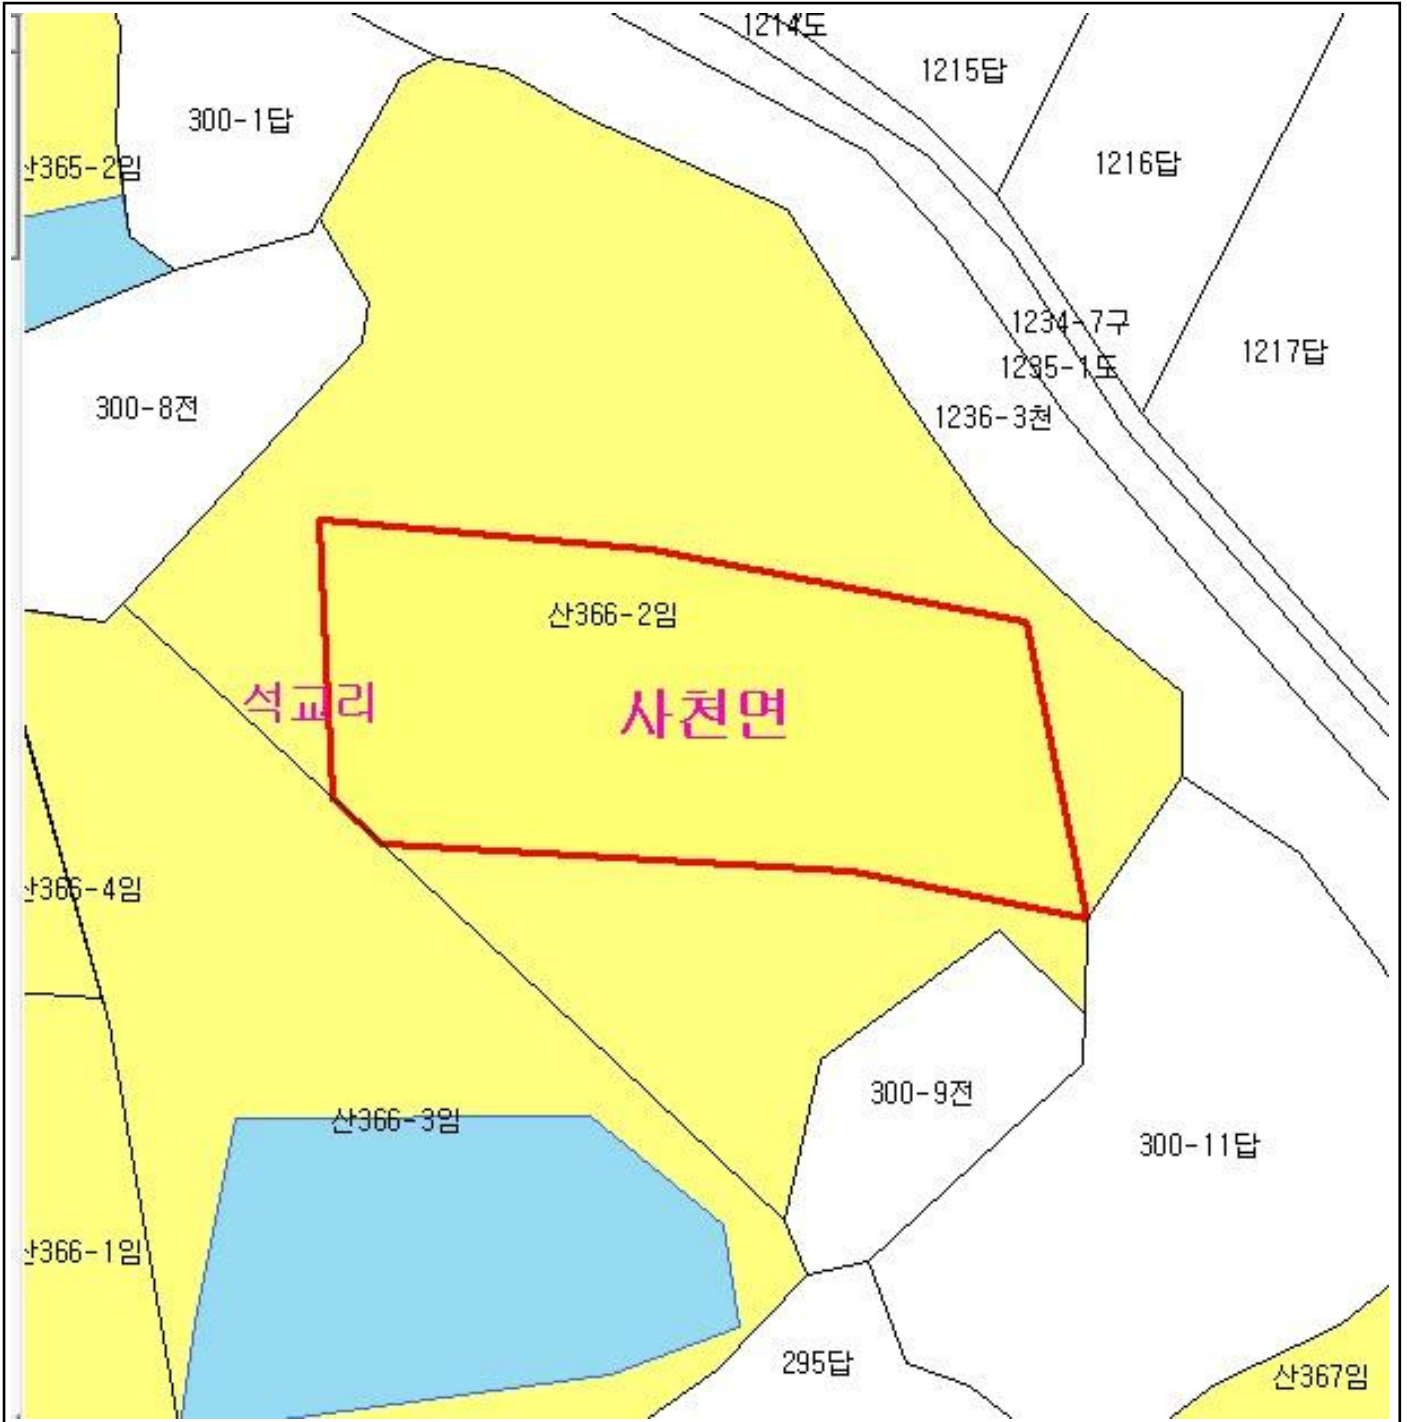 1214도
1215답
300-1답
1216답
산365-2임
1234-7구
1217답
1235-1도
300-8전
1236-3천
산366-2임
석교리
사천면
산366-4임
300-9전
산366-3임
300-11답
산366-1임
295답
산367임